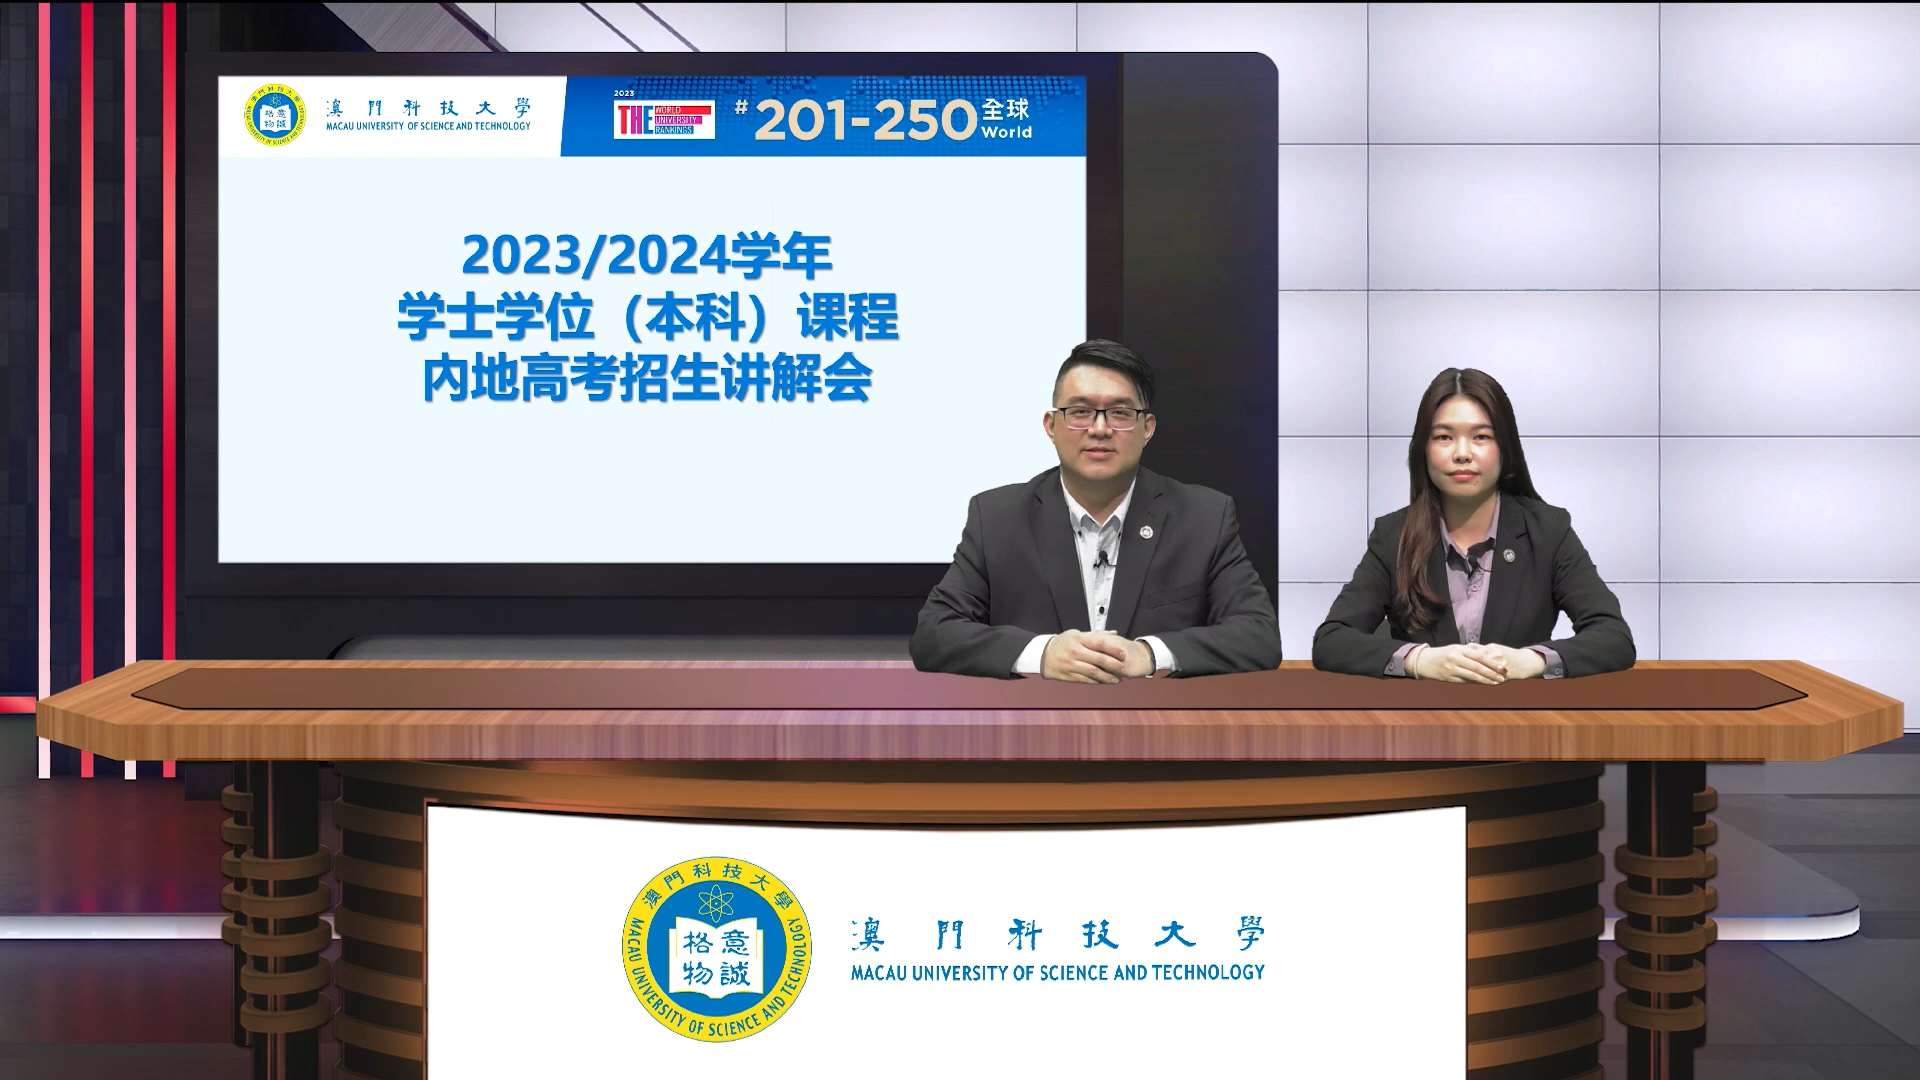 澳門科技大學
MACAU UNIVERSITY OF SCIENCE AND TECHNOLOGY
2023
THE WORLD UNIVERSITY RANKINGS
#201-250 全球 World
2023/2024学年
学士学位（本科）课程
内地高考招生讲解会
澳門科技大學
格物 意誠
MACAU UNIVERSITY OF SCIENCE AND TECHNOLOGY
澳門科技大學
MACAU UNIVERSITY OF SCIENCE AND TECHNOLOGY